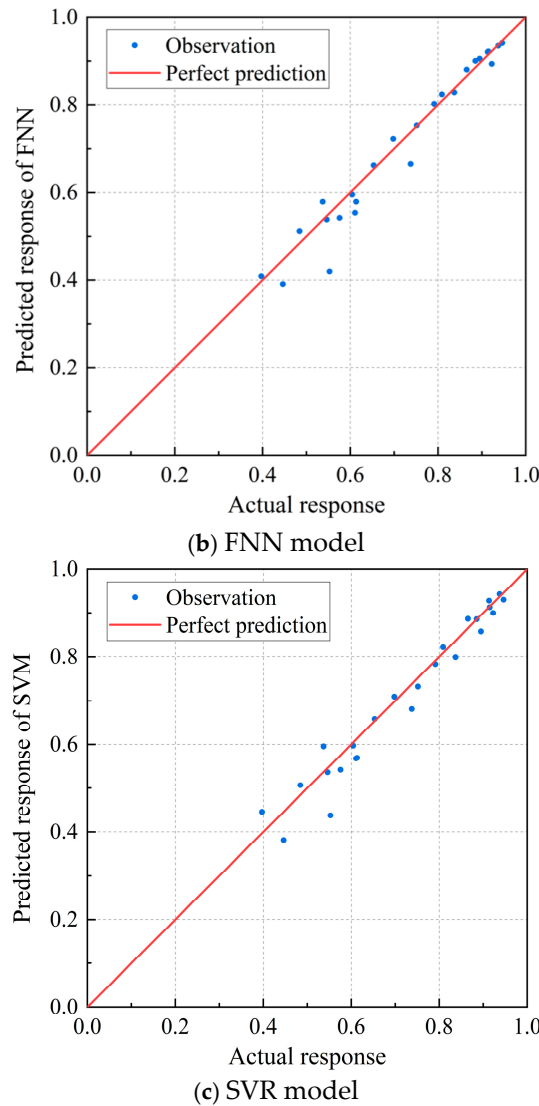 1.0
Observation
Perfect prediction
0.8
0.6
0.4
0.2
0.0
Predicted response of FNN
0.0 0.2 0.4 0.6 0.8 1.0
Actual response
(b) FNN model
1.0
Observation
Perfect prediction
0.8
0.6
0.4
0.2
0.0
Predicted response of SVM
0.0 0.2 0.4 0.6 0.8 1.0
Actual response
(c) SVR model